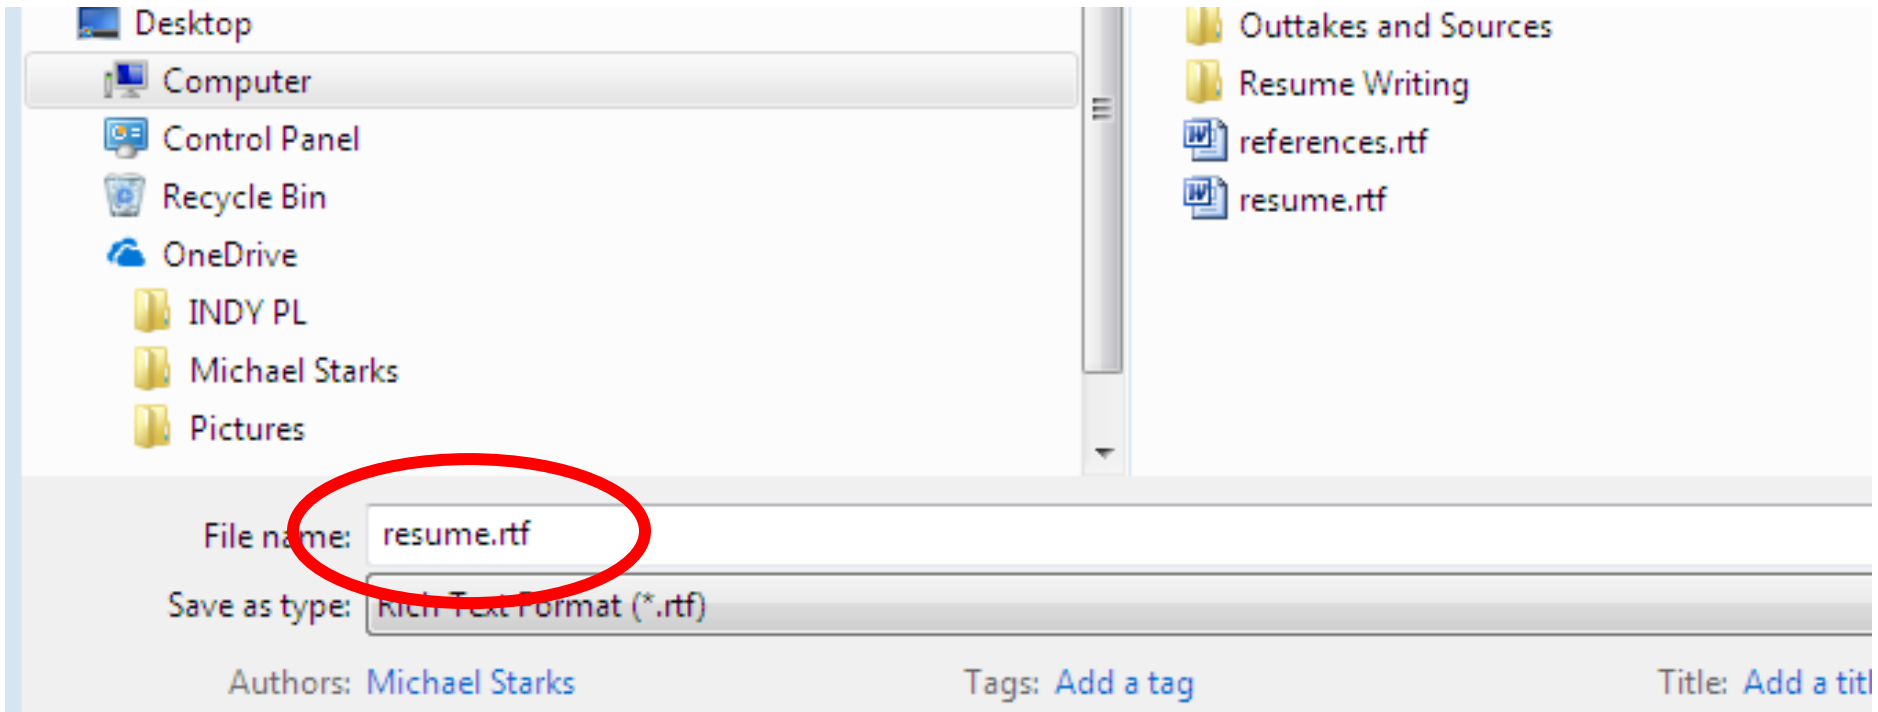 Desktop
Computer
Control Panel
Recycle Bin
OneDrive
INDY PL
Michael Starks
Pictures
Outtakes and Sources
Resume Writing
references.rtf
resume.rtf
File name: resume.rtf
Save as type: Rich Text Format (*.rtf)
Authors: Michael Starks Tags: Add a tag Title: Add a titl